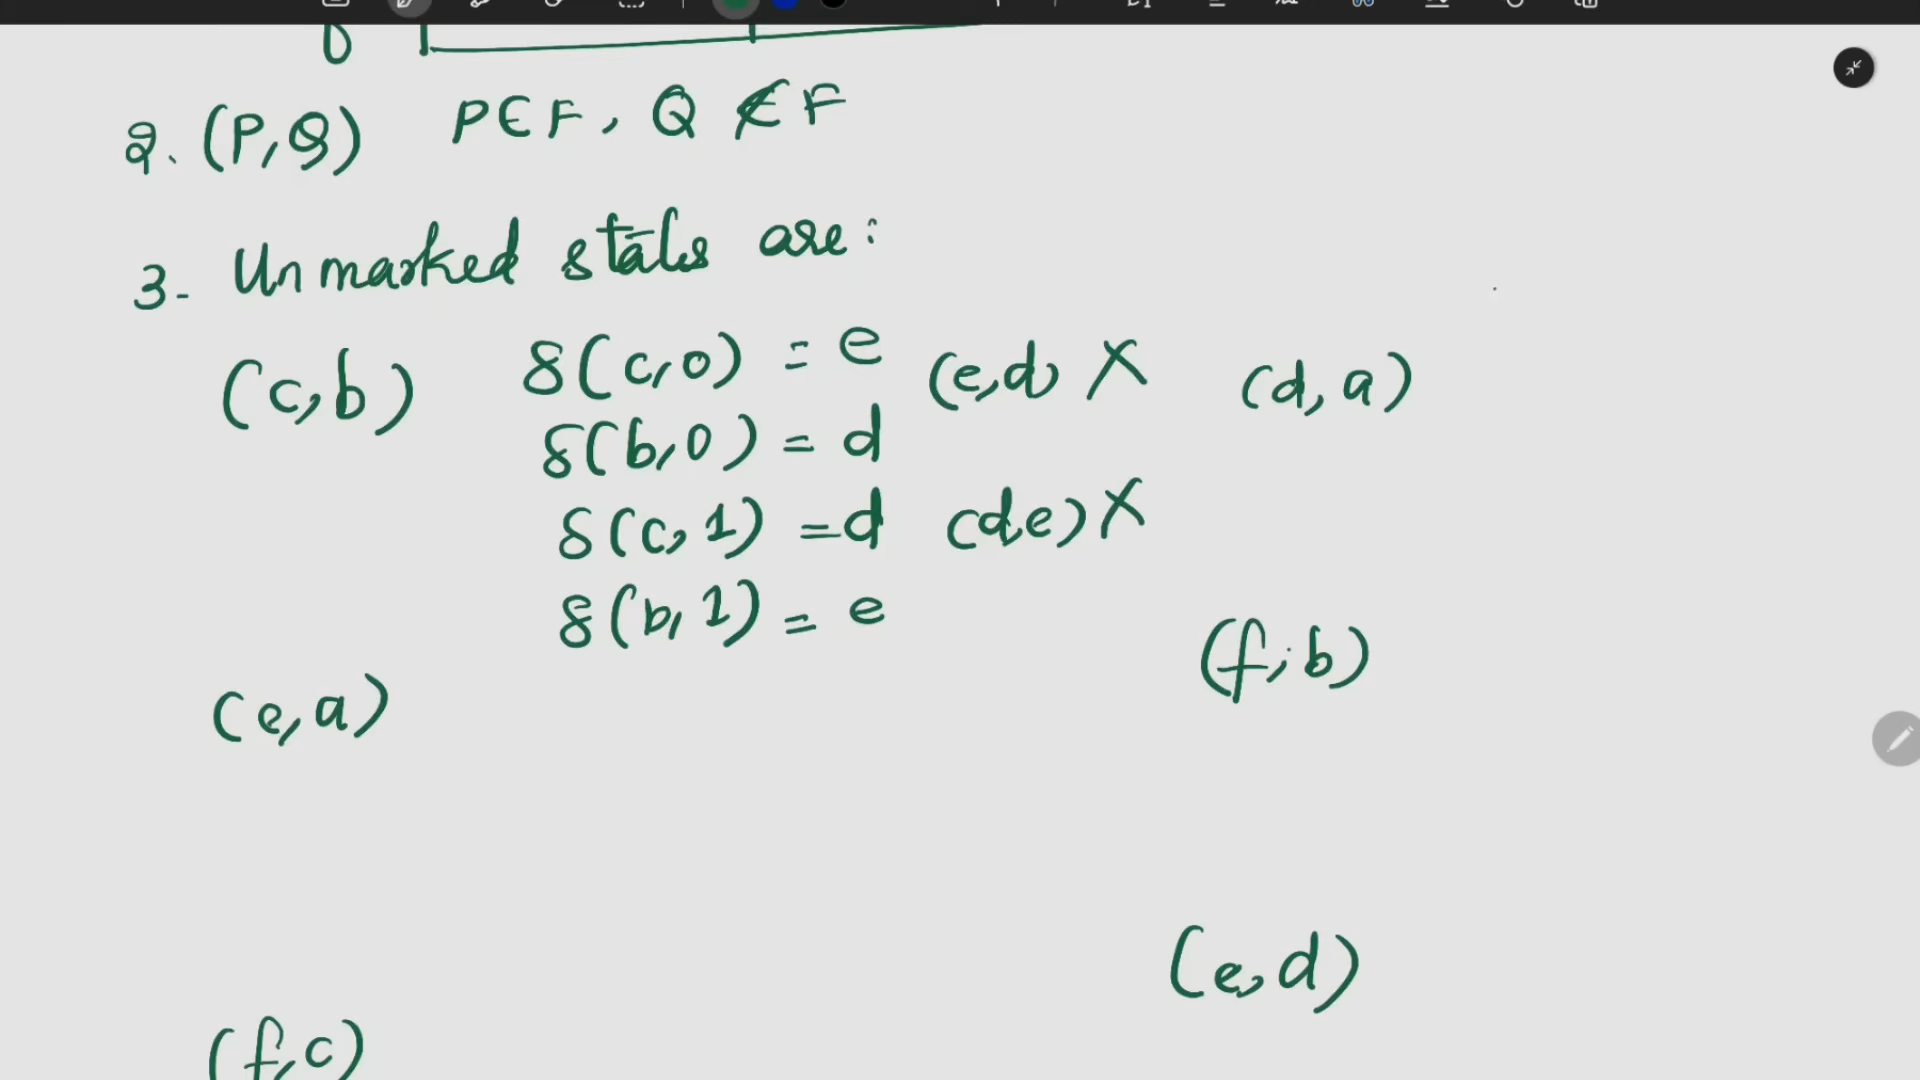 2. (P,Q) P∈F, Q ∉ F
3- Unmarked states are:
(c,b) δ(c,0) = e (e,d) X (d,a)
δ(b,0) = d
δ(c,1) = d (d,e) X
δ(b,1) = e
(f,b)
(e,a)
(e,d)
(f,c)